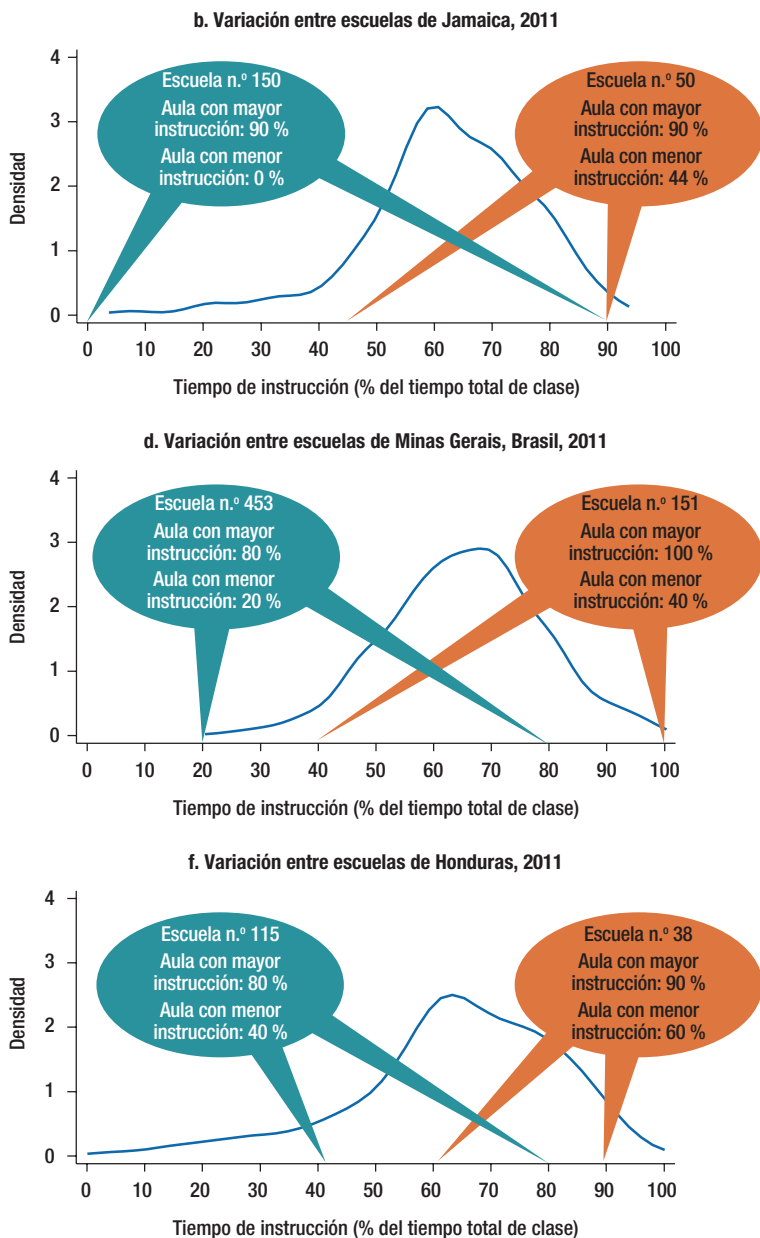 b. Variación entre escuelas de Jamaica, 2011
4
3
2
1
0
Densidad
Escuela n.º 150
Aula con mayor
instrucción: 90 %
Aula con menor
instrucción: 0 %
Escuela n.º 50
Aula con mayor
instrucción: 90 %
Aula con menor
instrucción: 44 %
0 10 20 30 40 50 60 70 80 90 100
Tiempo de instrucción (% del tiempo total de clase)
d. Variación entre escuelas de Minas Gerais, Brasil, 2011
4
3
2
1
0
Densidad
Escuela n.º 453
Aula con mayor
instrucción: 80 %
Aula con menor
instrucción: 20 %
Escuela n.º 151
Aula con mayor
instrucción: 100 %
Aula con menor
instrucción: 40 %
0 10 20 30 40 50 60 70 80 90 100
Tiempo de instrucción (% del tiempo total de clase)
f. Variación entre escuelas de Honduras, 2011
4
3
2
1
0
Densidad
Escuela n.º 115
Aula con mayor
instrucción: 80 %
Aula con menor
instrucción: 40 %
Escuela n.º 38
Aula con mayor
instrucción: 90 %
Aula con menor
instrucción: 60 %
0 10 20 30 40 50 60 70 80 90 100
Tiempo de instrucción (% del tiempo total de clase)